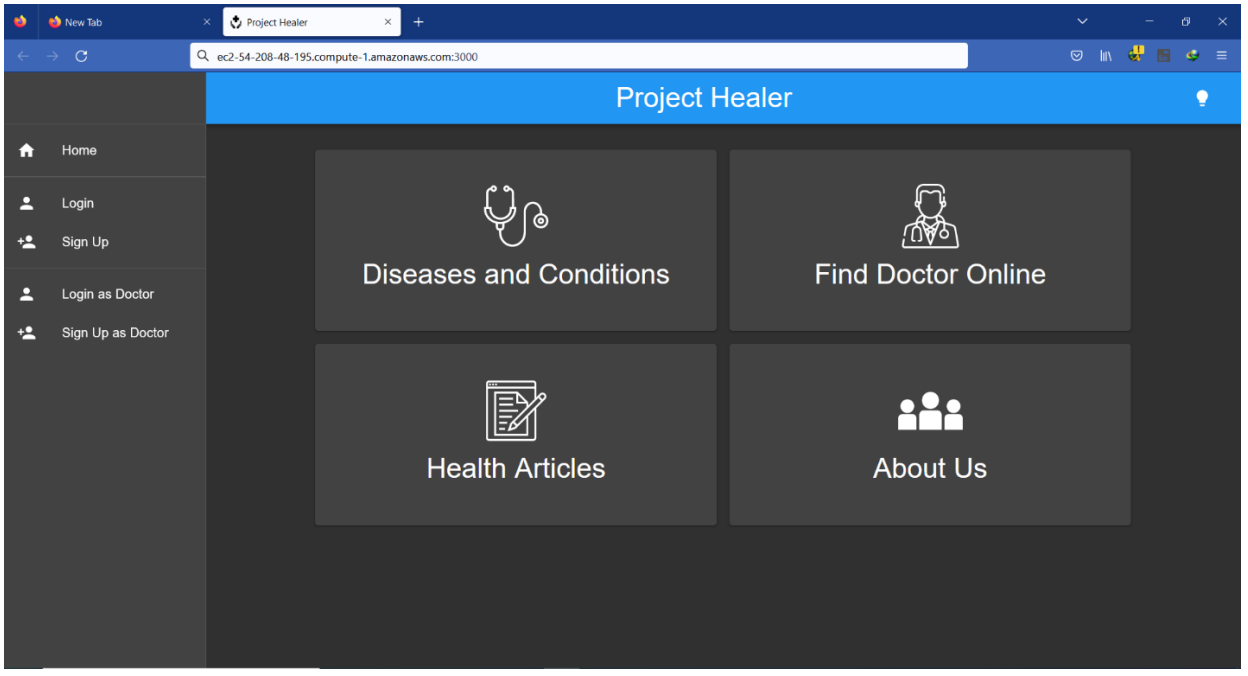 New Tab
Project Healer
ec2-54-208-48-195.compute-1.amazonaws.com:3000
Project Healer
Home
Login
Sign Up
Login as Doctor
Sign Up as Doctor
Diseases and Conditions
Find Doctor Online
Health Articles
About Us